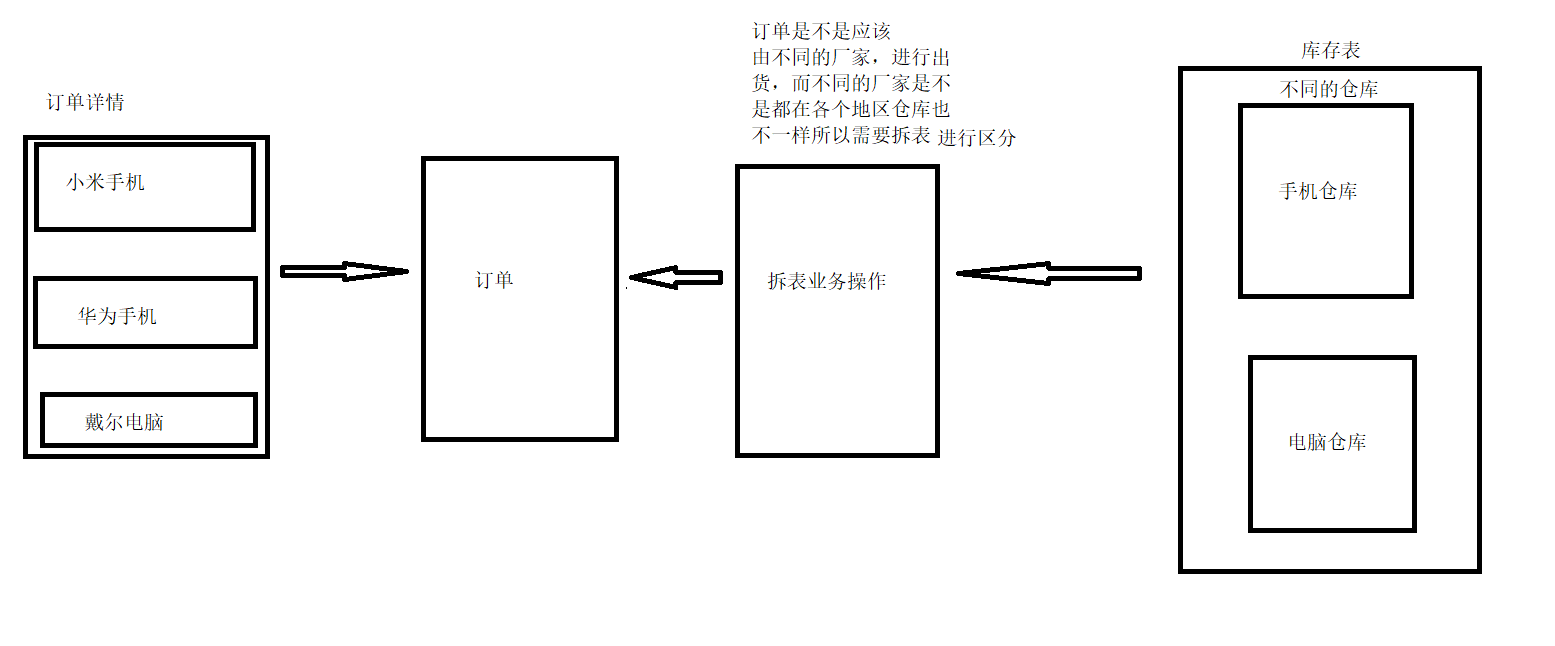 订单详情
小米手机
华为手机
戴尔电脑
订单
订单是不是应该
由不同的厂家，进行出
货，而不同的厂家是不
是都在各个地区仓库也
不一样所以需要拆表 进行区分
拆表业务操作
库存表
不同的仓库
手机仓库
电脑仓库